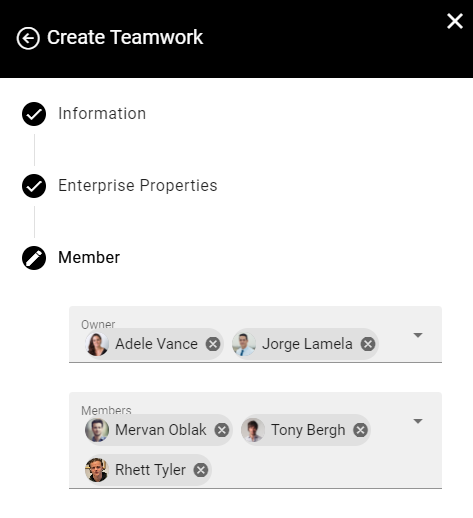 Create Teamwork
Information
Enterprise Properties
Member
Owner
Adele Vance Jorge Lamela
Members
Mervan Oblak Tony Bergh
Rhett Tyler